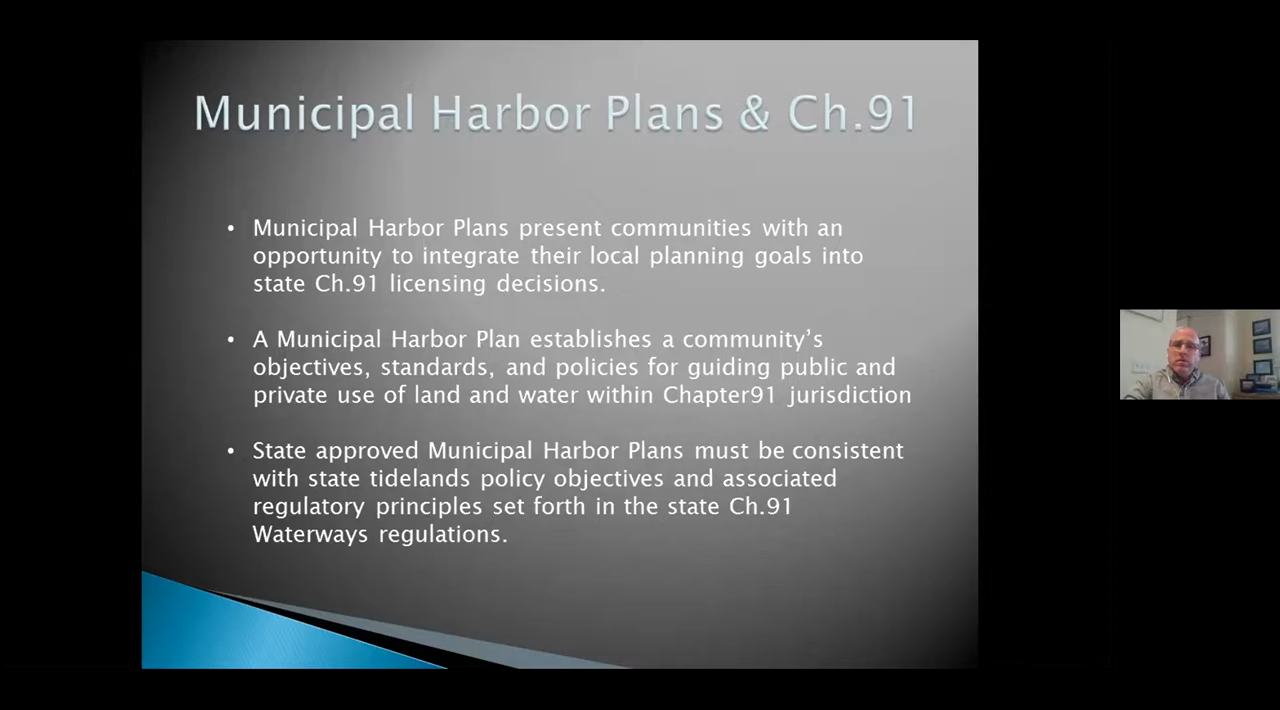 Municipal Harbor Plans & Ch.91
• Municipal Harbor Plans present communities with an
opportunity to integrate their local planning goals into
state Ch.91 licensing decisions.
• A Municipal Harbor Plan establishes a community's
objectives, standards, and policies for guiding public and
private use of land and water within Chapter91 jurisdiction
• State approved Municipal Harbor Plans must be consistent
with state tidelands policy objectives and associated
regulatory principles set forth in the state Ch.91
Waterways regulations.